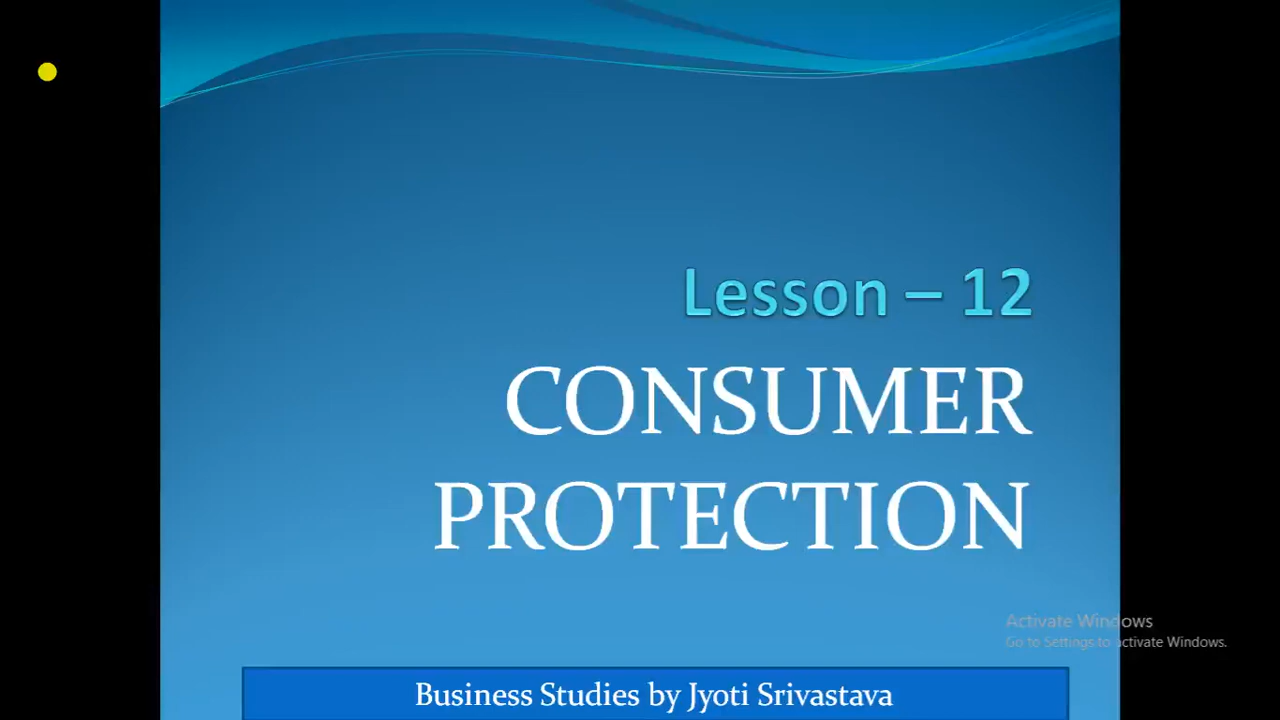 Lesson – 12
CONSUMER
PROTECTION
Activate Windows
Go to Settings to activate Windows.
Business Studies by Jyoti Srivastava